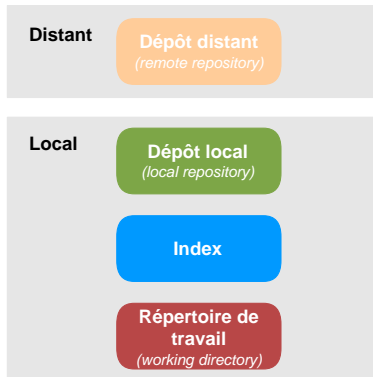 Distant
Dépôt distant
(remote repository)
Local
Dépôt local
(local repository)
Index
Répertoire de
travail
(working directory)